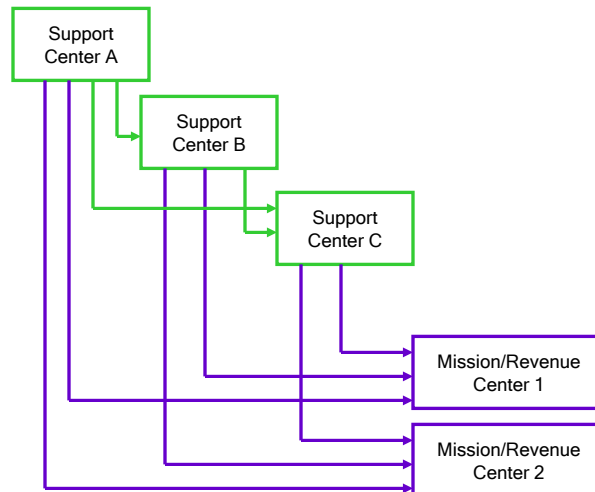 Support
Center A
Support
Center B
Support
Center C
Mission/Revenue
Center 1
Mission/Revenue
Center 2